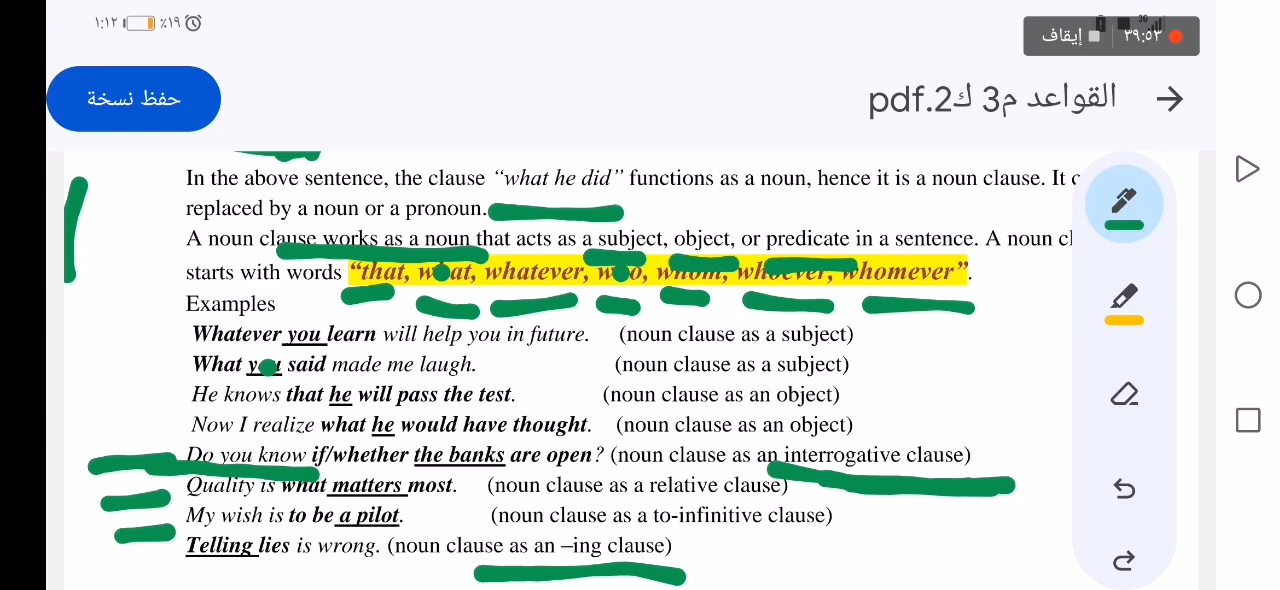 ١:١٢ ٪١٩ 3G
٣٩:٥٣ إيقاف
القواعد م3 ك2.pdf
حفظ نسخة
In the above sentence, the clause “what he did” functions as a noun, hence it is a noun clause. It c
replaced by a noun or a pronoun.
A noun clause works as a noun that acts as a subject, object, or predicate in a sentence. A noun cl
starts with words “that, what, whatever, who, whom, whoever, whomever”.
Examples
Whatever you learn will help you in future. (noun clause as a subject)
What you said made me laugh. (noun clause as a subject)
He knows that he will pass the test. (noun clause as an object)
Now I realize what he would have thought. (noun clause as an object)
Do you know if/whether the banks are open? (noun clause as an interrogative clause)
Quality is what matters most. (noun clause as a relative clause)
My wish is to be a pilot. (noun clause as a to-infinitive clause)
Telling lies is wrong. (noun clause as an –ing clause)